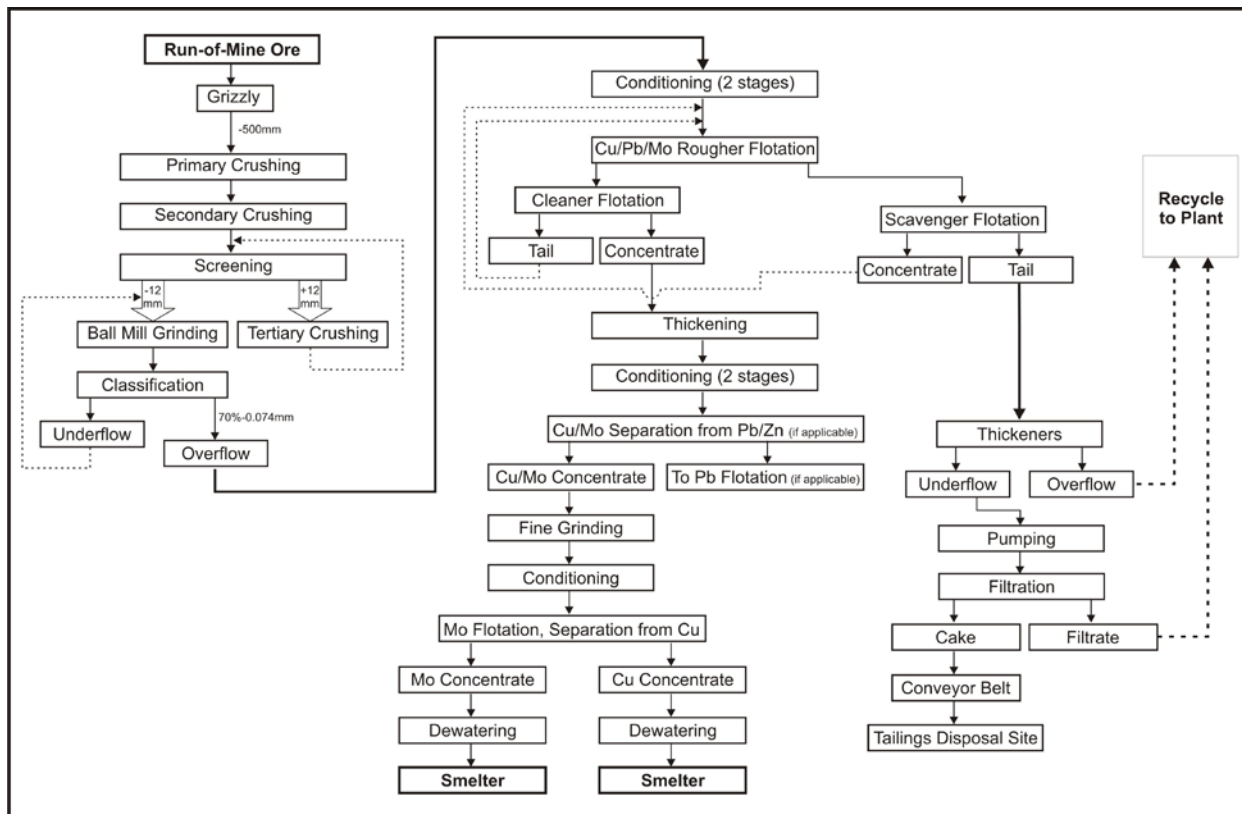 Run-of-Mine Ore
Grizzly
-500mm
Primary Crushing
Secondary Crushing
Screening
-12
mm
+12
mm
Ball Mill Grinding
Tertiary Crushing
Classification
70%-0.074mm
Underflow
Overflow
Conditioning (2 stages)
Cu/Pb/Mo Rougher Flotation
Cleaner Flotation
Tail
Concentrate
Scavenger Flotation
Concentrate
Tail
Thickening
Conditioning (2 stages)
Cu/Mo Separation from Pb/Zn (if applicable)
Cu/Mo Concentrate
To Pb Flotation (if applicable)
Fine Grinding
Conditioning
Mo Flotation, Separation from Cu
Mo Concentrate
Cu Concentrate
Dewatering
Dewatering
Smelter
Smelter
Thickeners
Underflow
Overflow
Pumping
Filtration
Cake
Filtrate
Conveyor Belt
Tailings Disposal Site
Recycle
to Plant